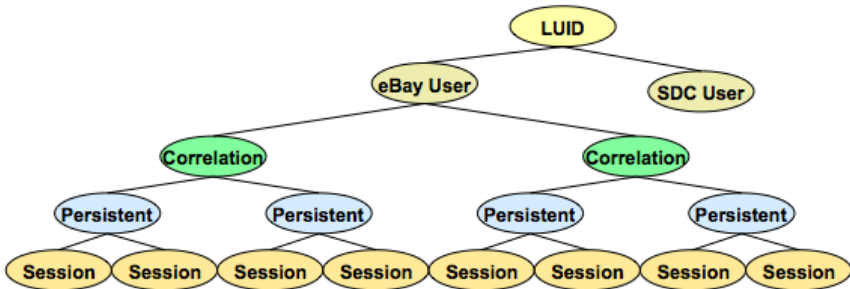 LUID
eBay User
SDC User
Correlation
Correlation
Persistent
Persistent
Persistent
Persistent
Session
Session
Session
Session
Session
Session
Session
Session